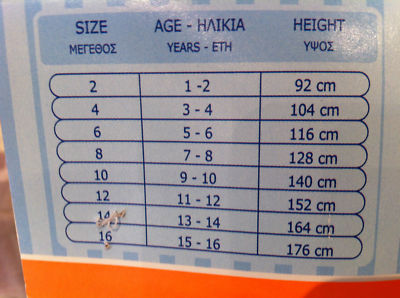 SIZE AGE - ΗΛΙΚΙΑ HEIGHT
ΜΕΓΕΘΟΣ YEARS - ΕΤΗ ΥΨΟΣ
2 1 -2 92 cm
4 3 - 4 104 cm
6 5 - 6 116 cm
8 7 - 8 128 cm
10 9 - 10 140 cm
12 11 - 12 152 cm
14 13 - 14 164 cm
16 15 - 16 176 cm